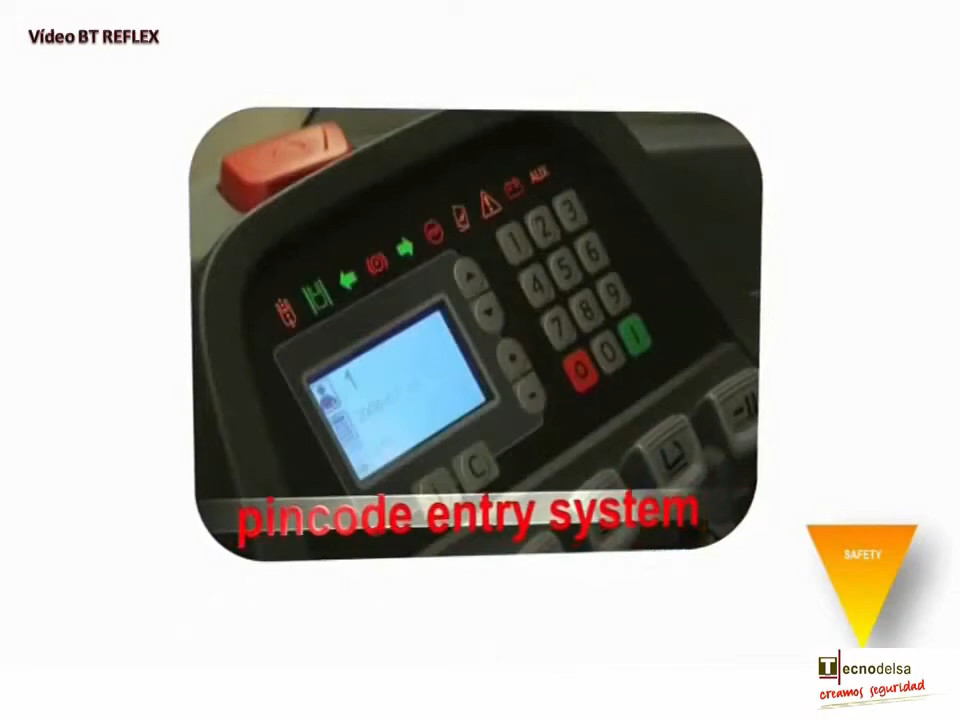 Vídeo BT REFLEX
AUX
1 2 3
4 5 6
7 8 9
O 0 I
C
pincode entry system
SAFETY
Tecnodelsa
creamos seguridad